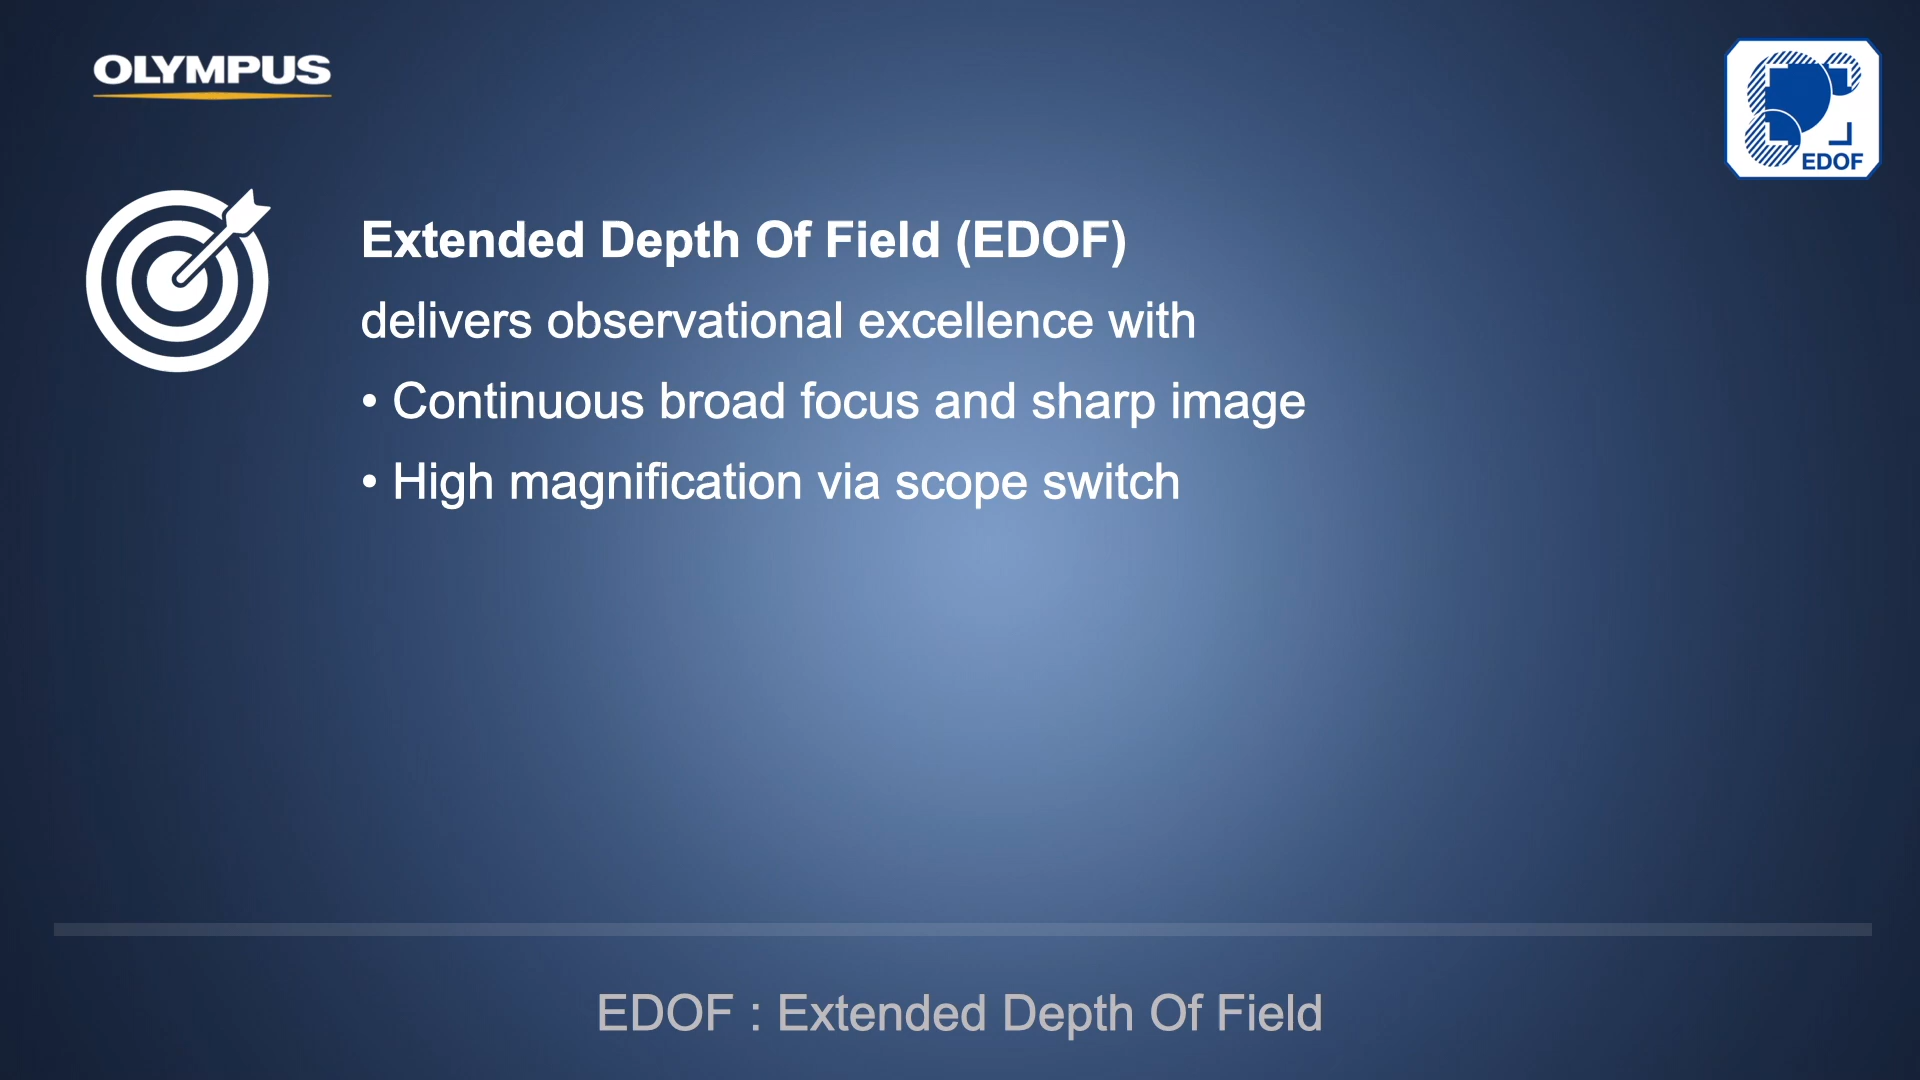 OLYMPUS
EDOF
Extended Depth Of Field (EDOF)
delivers observational excellence with
• Continuous broad focus and sharp image
• High magnification via scope switch
EDOF : Extended Depth Of Field